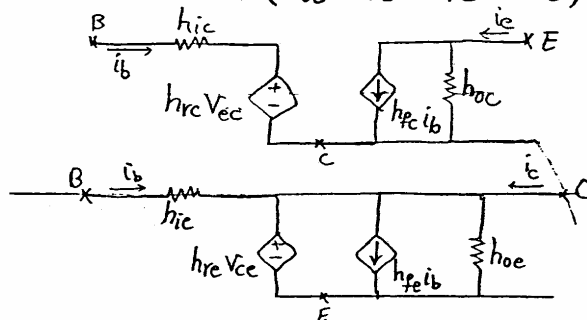 B h_ic i_e E
i_b
h_rc V_ec h_fc i_b h_oc
C
B i_b i_c C
h_ie
h_re V_ce h_fe i_b h_oe
E